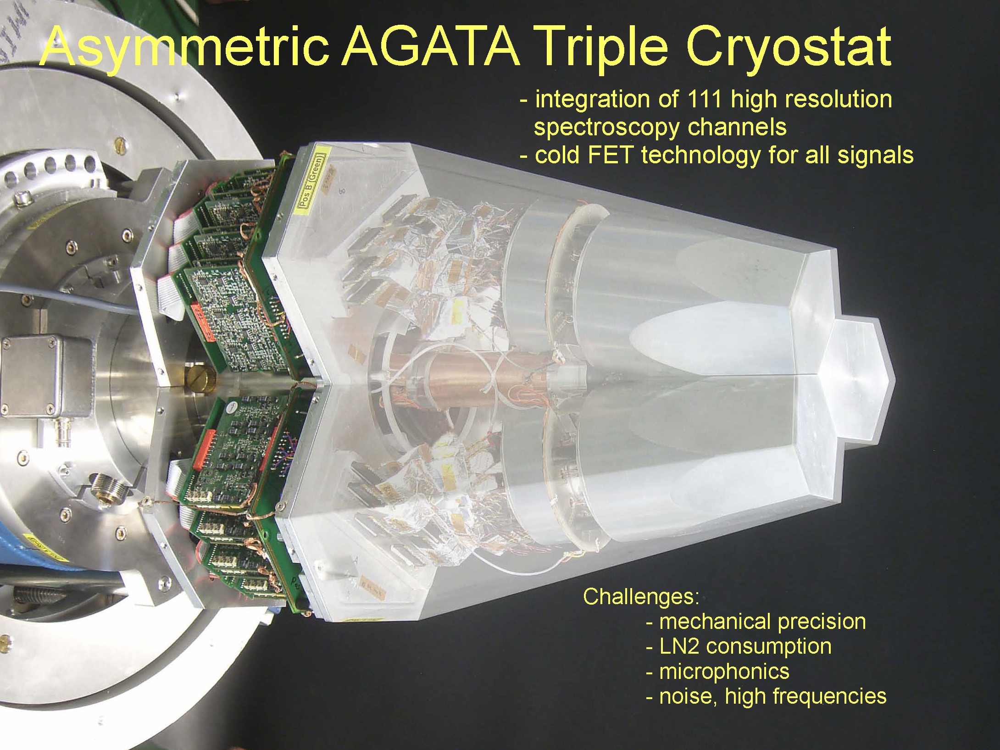 Asymmetric AGATA Triple Cryostat
- integration of 111 high resolution
spectroscopy channels
- cold FET technology for all signals
[Pos B (Green)]
B
A
Pos
Challenges:
- mechanical precision
- LN2 consumption
- microphonics
- noise, high frequencies